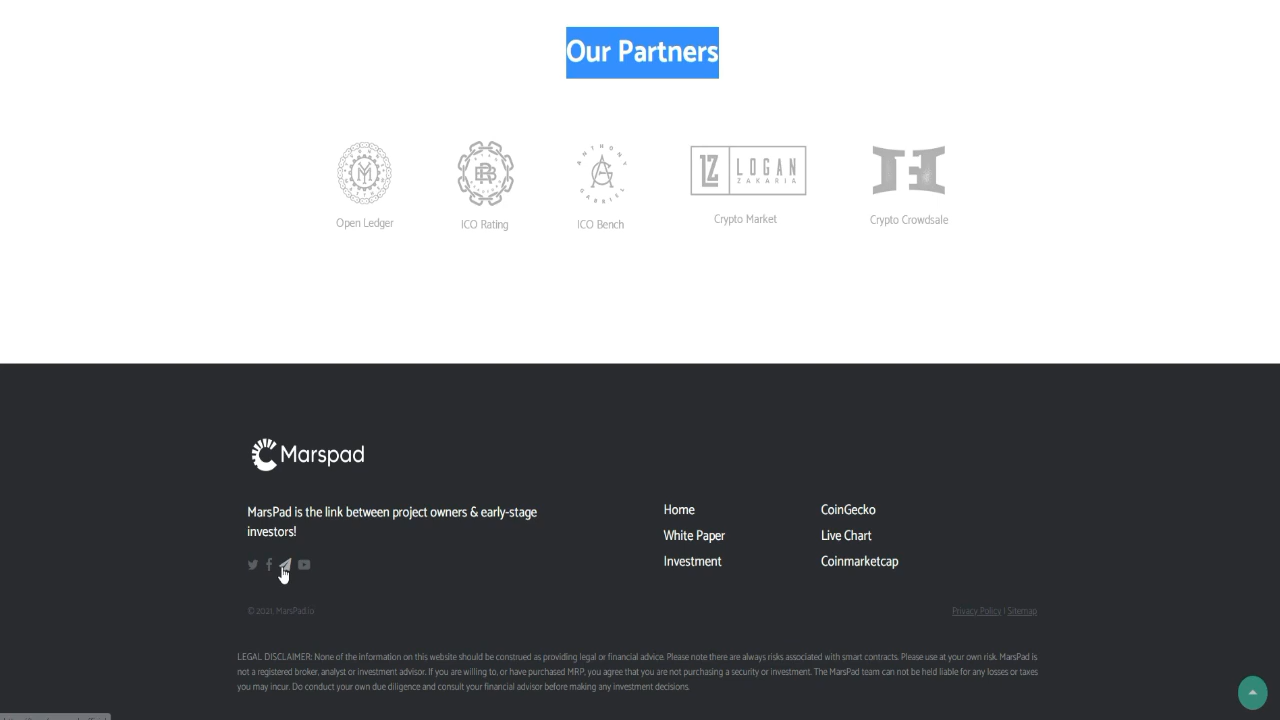 Our Partners
ANTHONY
GABRIEL
LZ LOGAN
ZAKARIA
Open Ledger ICO Rating ICO Bench Crypto Market Crypto Crowdsale
Marspad
MarsPad is the link between project owners & early-stage
investors!
Home CoinGecko
White Paper Live Chart
Investment Coinmarketcap
© 2021. MarsPad.io
Privacy Policy | Sitemap
LEGAL DISCLAIMER: None of the information on this website should be construed as providing legal or financial advice. Please note there are always risks associated with smart contracts. Please use at your own risk. MarsPad is
not a registered broker, analyst or investment advisor. If you are willing to, or have purchased MRP, you agree that you are not purchasing a security or investment. The MarsPad team can not be held liable for any losses or taxes
you may incur. Do conduct your own due diligence and consult your financial advisor before making any investment decisions.